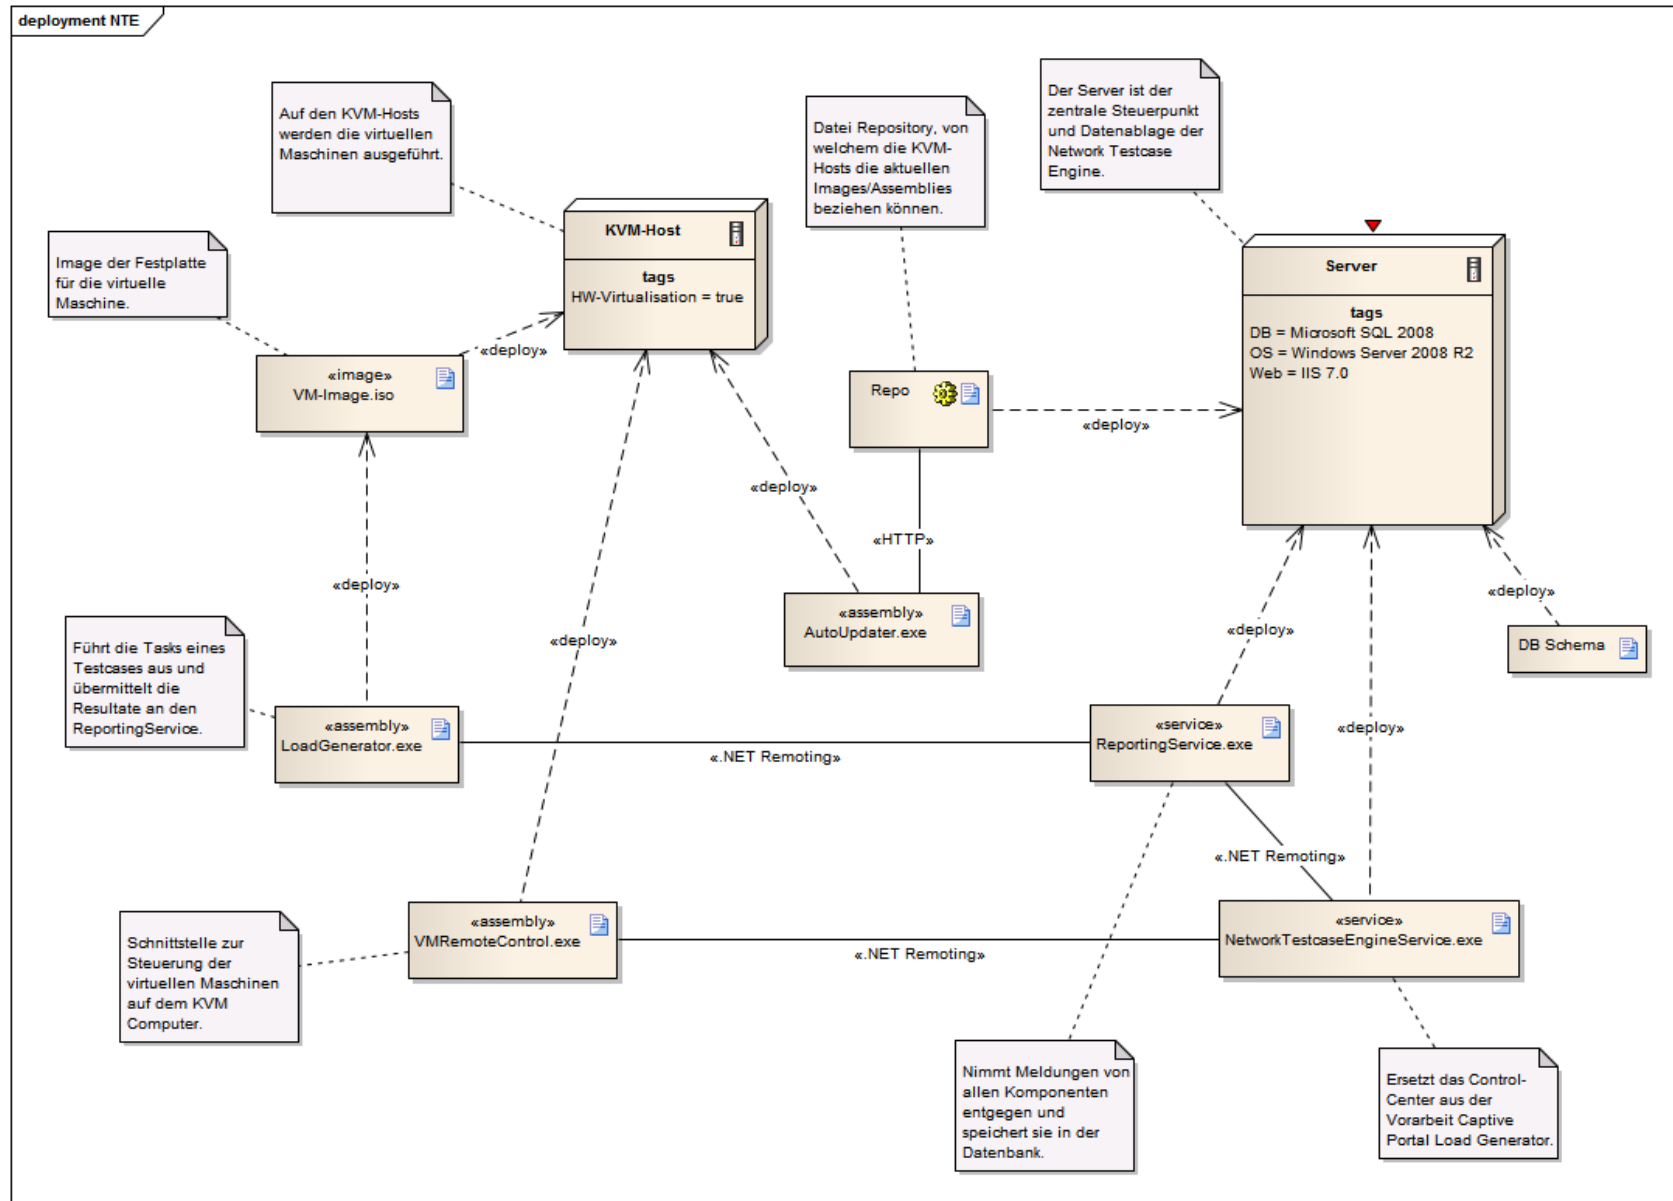 deployment NTE
Auf den KVM-Hosts
werden die virtuellen
Maschinen ausgeführt.
Datei Repository, von
welchem die KVM-
Hosts die aktuellen
Images/Assemblies
beziehen können.
Der Server ist der
zentrale Steuerpunkt
und Datenablage der
Network Testcase
Engine.
KVM-Host
tags
HW-Virtualisation = true
Image der Festplatte
für die virtuelle
Maschine.
Server
tags
DB = Microsoft SQL 2008
OS = Windows Server 2008 R2
Web = IIS 7.0
«deploy»
«image»
VM-Image.iso
Repo
«deploy»
«deploy»
«HTTP»
«deploy»
«deploy»
«assembly»
AutoUpdater.exe
«deploy»
«deploy»
DB Schema
Führt die Tasks eines
Testcases aus und
übermittelt die
Resultate an den
ReportingService.
«assembly»
LoadGenerator.exe
«.NET Remoting»
«service»
ReportingService.exe
«deploy»
«.NET Remoting»
Schnittstelle zur
Steuerung der
virtuellen Maschinen
auf dem KVM
Computer.
«assembly»
VMRemoteControl.exe
«.NET Remoting»
«service»
NetworkTestcaseEngineService.exe
Nimmt Meldungen von
allen Komponenten
entgegen und
speichert sie in der
Datenbank.
Ersetzt das Control-
Center aus der
Vorarbeit Captive
Portal Load Generator.